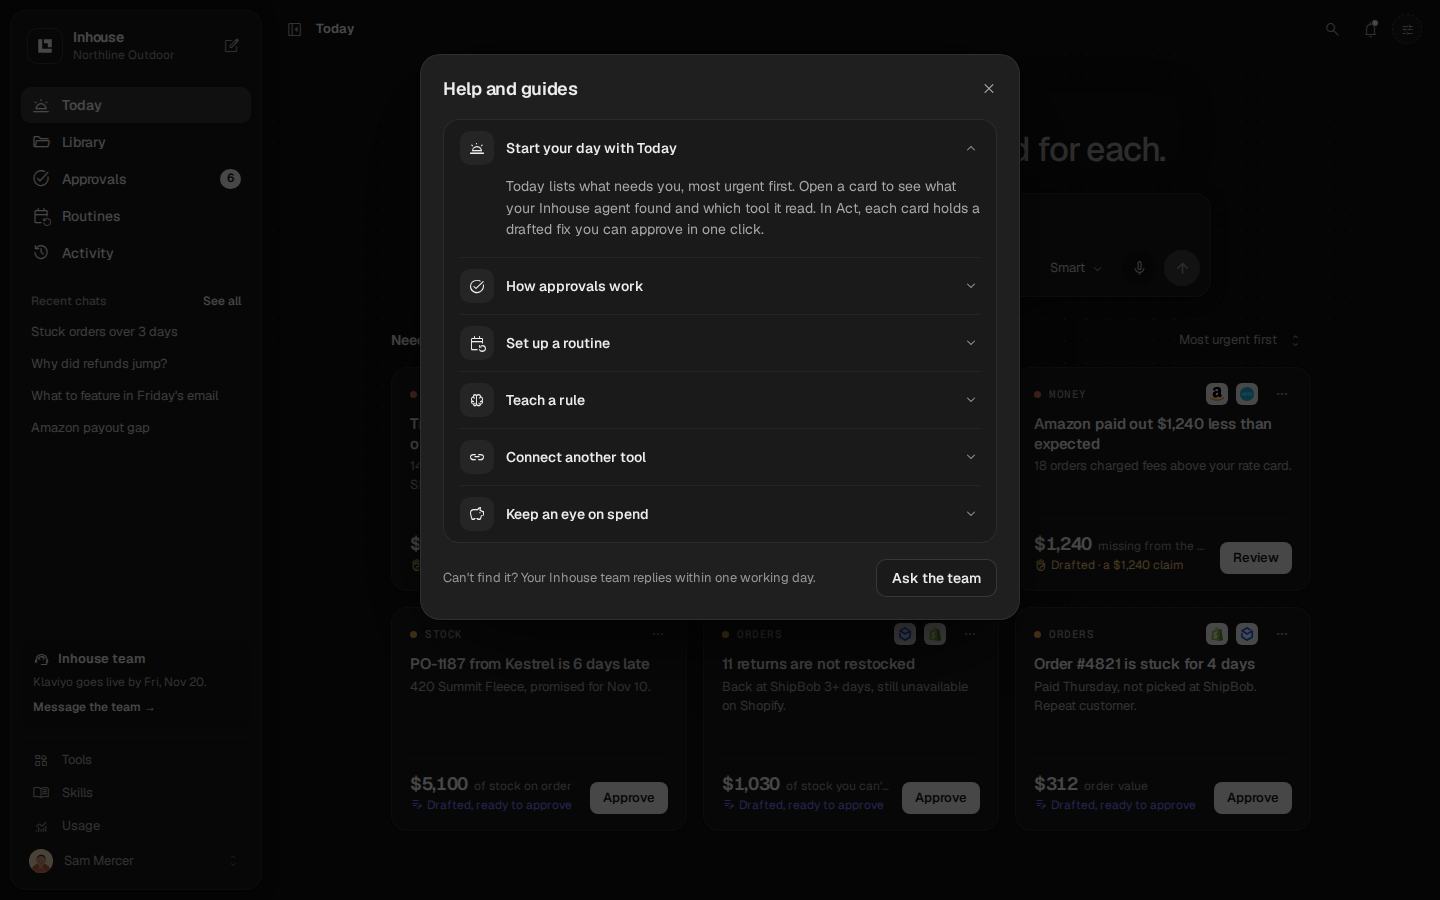 Inhouse
Northline Outdoor
Today
Library
Approvals 6
Routines
Activity
Recent chats See all
Stuck orders over 3 days
Why did refunds jump?
What to feature in Friday's email
Amazon payout gap
Inhouse team
Klaviyo goes live by Fri, Nov 20.
Message the team →
Tools
Skills
Usage
Sam Mercer
Today
d for each.
Smart
Most urgent first
Help and guides
Start your day with Today
Today lists what needs you, most urgent first. Open a card to see what
your Inhouse agent found and which tool it read. In Act, each card holds a
drafted fix you can approve in one click.
How approvals work
Set up a routine
Teach a rule
Connect another tool
Keep an eye on spend
Can't find it? Your Inhouse team replies within one working day.
Ask the team
MONEY
Amazon paid out $1,240 less than
expected
18 orders charged fees above your rate card.
$1,240 missing from the ...
Drafted · a $1,240 claim
Review
STOCK
PO-1187 from Kestrel is 6 days late
420 Summit Fleece, promised for Nov 10.
$5,100 of stock on order
Drafted, ready to approve
Approve
ORDERS
11 returns are not restocked
Back at ShipBob 3+ days, still unavailable
on Shopify.
$1,030 of stock you can'...
Drafted, ready to approve
Approve
ORDERS
Order #4821 is stuck for 4 days
Paid Thursday, not picked at ShipBob.
Repeat customer.
$312 order value
Drafted, ready to approve
Approve